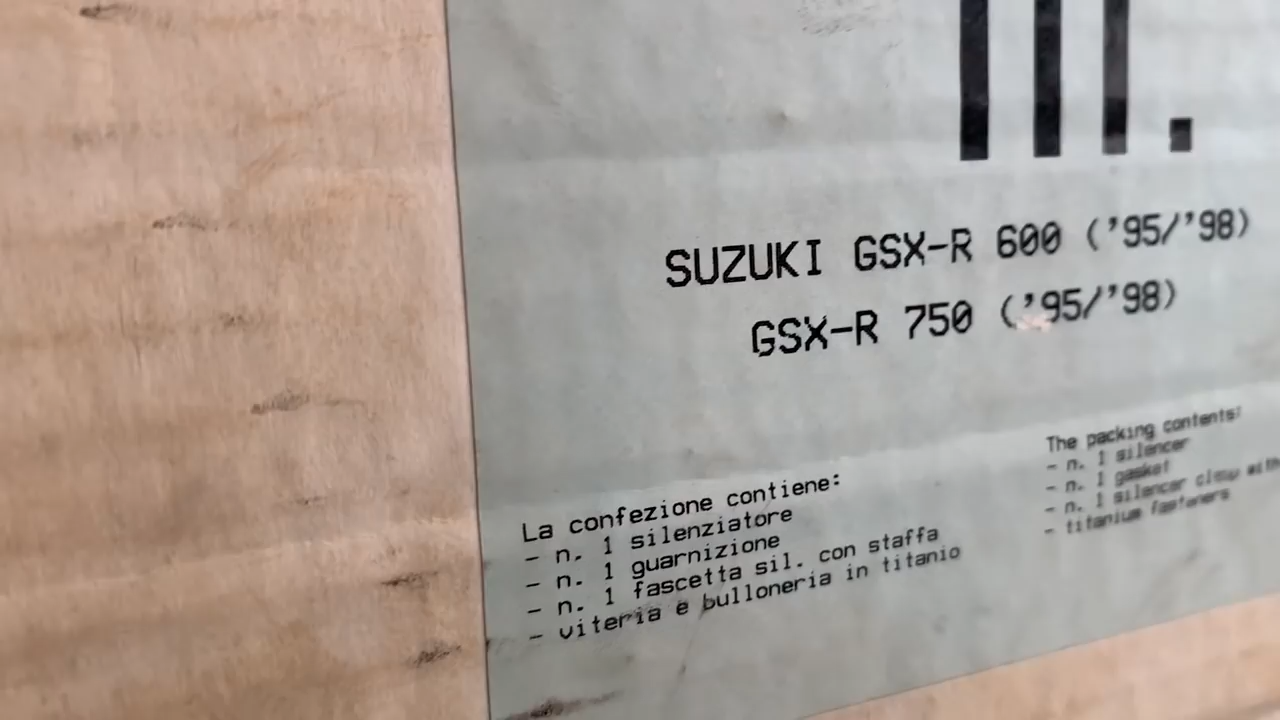 III.
SUZUKI GSX-R 600 ('95/'98)
GSX-R 750 ('95/'98)
La confezione contiene:
- n. 1 silenziatore
- n. 1 guarnizione
- n. 1 fascetta sil. con staffa
- viteria e bulloneria in titanio
The packing contents:
- n. 1 silencer
- n. 1 gasket
- n. 1 silencer clamp with
- titanium fasteners